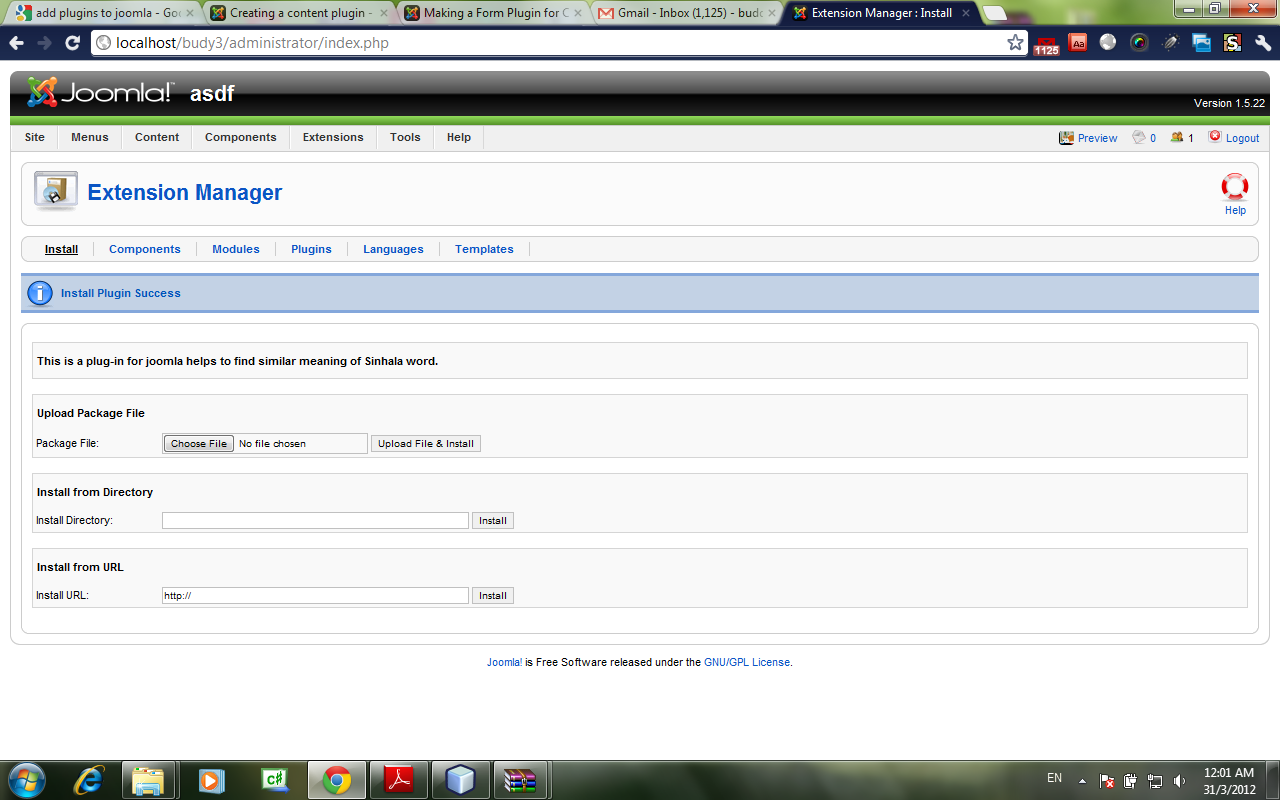 add plugins to joomla - Goo
Creating a content plugin -
Making a Form Plugin for C
Gmail - Inbox (1,125) - budd
Extension Manager : Install
localhost/budy3/administrator/index.php
1125
Aa
S
Joomla!™ asdf
Version 1.5.22
Site Menus Content Components Extensions Tools Help
Preview 0 1 Logout
Extension Manager
Help
Install Components Modules Plugins Languages Templates
Install Plugin Success
This is a plug-in for joomla helps to find similar meaning of Sinhala word.
Upload Package File
Package File: Choose File No file chosen Upload File & Install
Install from Directory
Install Directory: Install
Install from URL
Install URL: http:// Install
Joomla! is Free Software released under the GNU/GPL License.
C#
EN
12:01 AM
31/3/2012